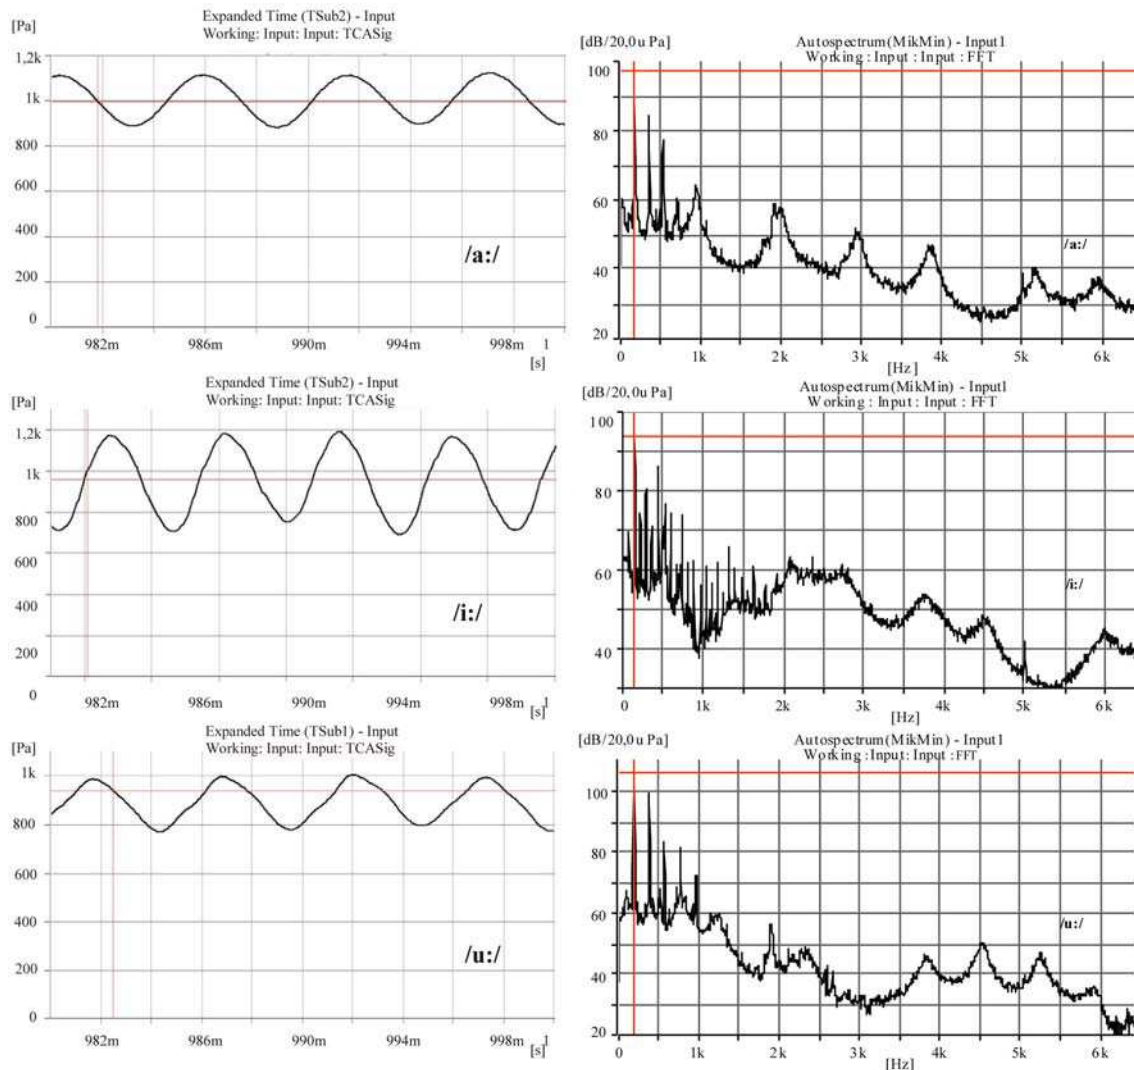 Expanded Time (TSub2) - Input
[Pa]
Working: Input: Input: TCASig
1,2k
1k
800
600
400
200
0
/a:/
982m 986m 990m 994m 998m 1
[s]
[dB/20,0u Pa]
Autospectrum(MikMin) - Input1
Working : Input : Input : FFT
100
80
60
40
20
/a:/
0 1k 2k 3k 4k 5k 6k
[Hz]
Expanded Time (TSub2) - Input
[Pa]
Working: Input: Input: TCASig
1,2k
1k
800
600
400
200
0
/i:/
982m 986m 990m 994m 998m 1
[s]
[dB/20,0u Pa]
Autospectrum(MikMin) - Input1
Working : Input: Input : FFT
100
80
60
40
/i:/
0 1k 2k 3k 4k 5k 6k
[Hz]
Expanded Time (TSub1) - Input
[Pa]
Working: Input: Input: TCASig
1k
800
600
400
200
0
/u:/
982m 986m 990m 994m 998m 1
[s]
[dB/20,0u Pa]
Autospectrum(MikMin) - Input1
Working : Input: Input : FFT
100
80
60
40
20
/u:/
0 1k 2k 3k 4k 5k 6k
[Hz]